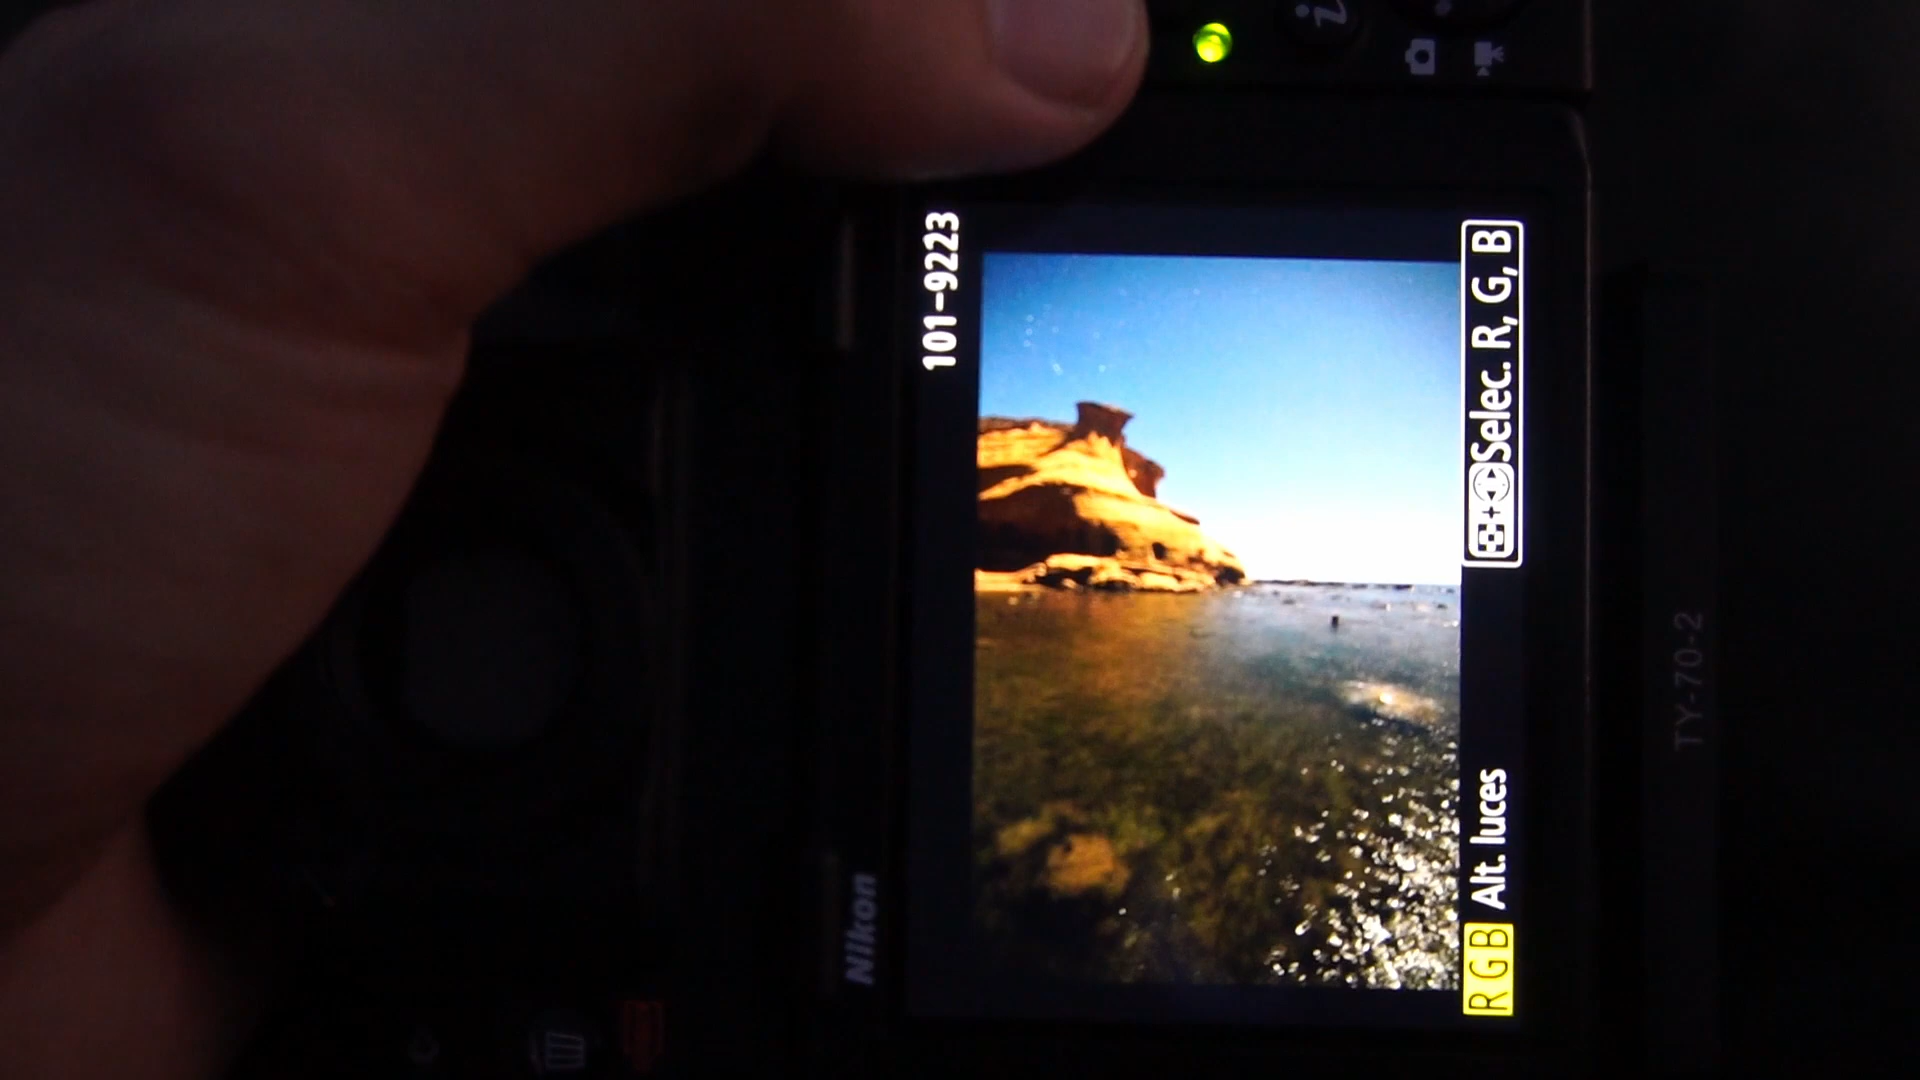 Nikon
101-9223
RGB Alt. luces
Selec. R, G, B
TY-70-2